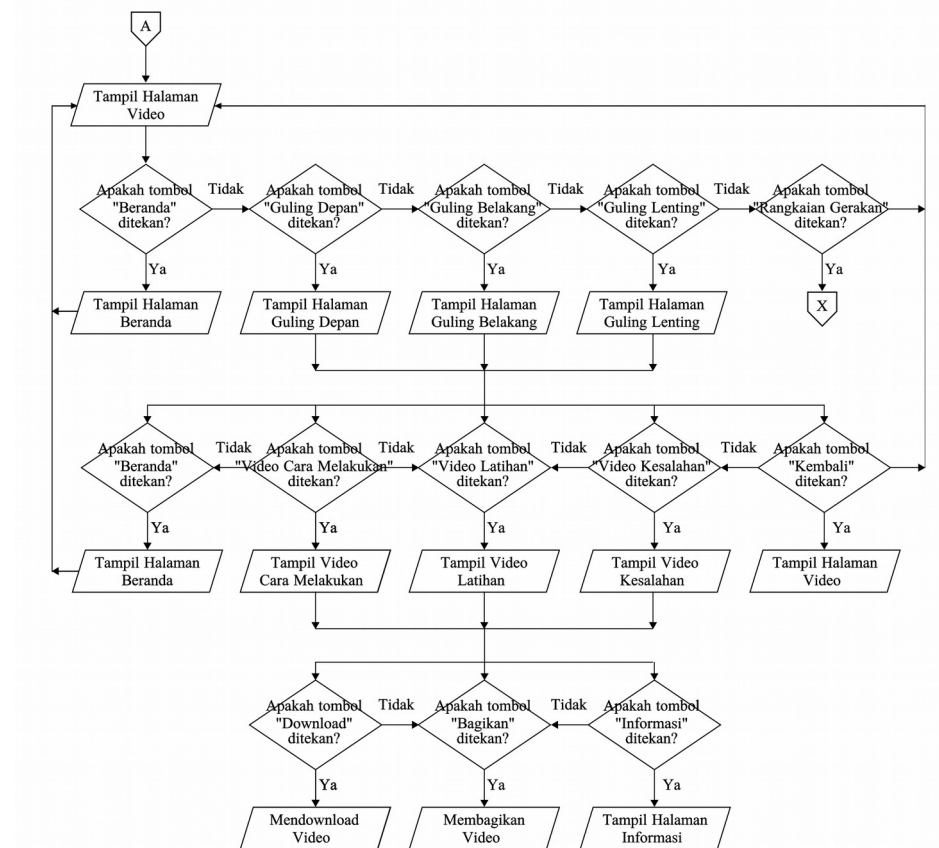 A
Tampil Halaman
Video
Apakah tombol
"Beranda"
ditekan?
Tidak
Apakah tombol
"Guling Depan"
ditekan?
Tidak
Apakah tombol
"Guling Belakang"
ditekan?
Tidak
Apakah tombol
"Guling Lenting"
ditekan?
Tidak
Apakah tombol
"Rangkaian Gerakan"
ditekan?
Ya
Ya
Ya
Ya
Ya
Tampil Halaman
Beranda
Tampil Halaman
Guling Depan
Tampil Halaman
Guling Belakang
Tampil Halaman
Guling Lenting
X
Apakah tombol
"Beranda"
ditekan?
Tidak
Apakah tombol
"Video Cara Melakukan"
ditekan?
Tidak
Apakah tombol
"Video Latihan"
ditekan?
Tidak
Apakah tombol
"Video Kesalahan"
ditekan?
Tidak
Apakah tombol
"Kembali"
ditekan?
Ya
Ya
Ya
Ya
Ya
Tampil Halaman
Beranda
Tampil Video
Cara Melakukan
Tampil Video
Latihan
Tampil Video
Kesalahan
Tampil Halaman
Video
Apakah tombol
"Download"
ditekan?
Tidak
Apakah tombol
"Bagikan"
ditekan?
Tidak
Apakah tombol
"Informasi"
ditekan?
Ya
Ya
Ya
Mendownload
Video
Membagikan
Video
Tampil Halaman
Informasi